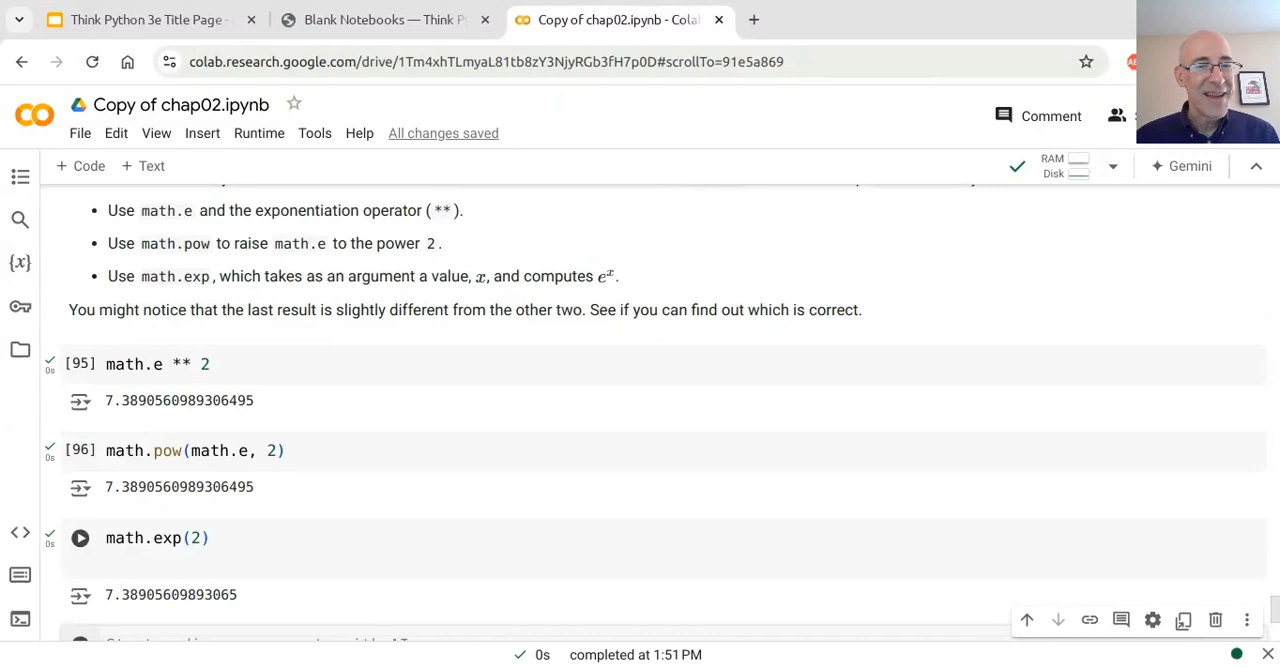 Think Python 3e Title Page -
Blank Notebooks — Think P
Copy of chap02.ipynb - Cola
colab.research.google.com/drive/1Tm4xhTLmyaL81tb8zY3NjyRGb3fH7p0D#scrollTo=91e5a869
Copy of chap02.ipynb
Comment
File Edit View Insert Runtime Tools Help All changes saved
+ Code + Text
RAM
Disk
Gemini
• Use math.e and the exponentiation operator (**).
• Use math.pow to raise math.e to the power 2.
• Use math.exp, which takes as an argument a value, x, and computes eˣ.
You might notice that the last result is slightly different from the other two. See if you can find out which is correct.
[95] math.e ** 2
0s
7.3890560989306495
[96] math.pow(math.e, 2)
0s
7.3890560989306495
math.exp(2)
0s
7.38905609893065
0s completed at 1:51 PM